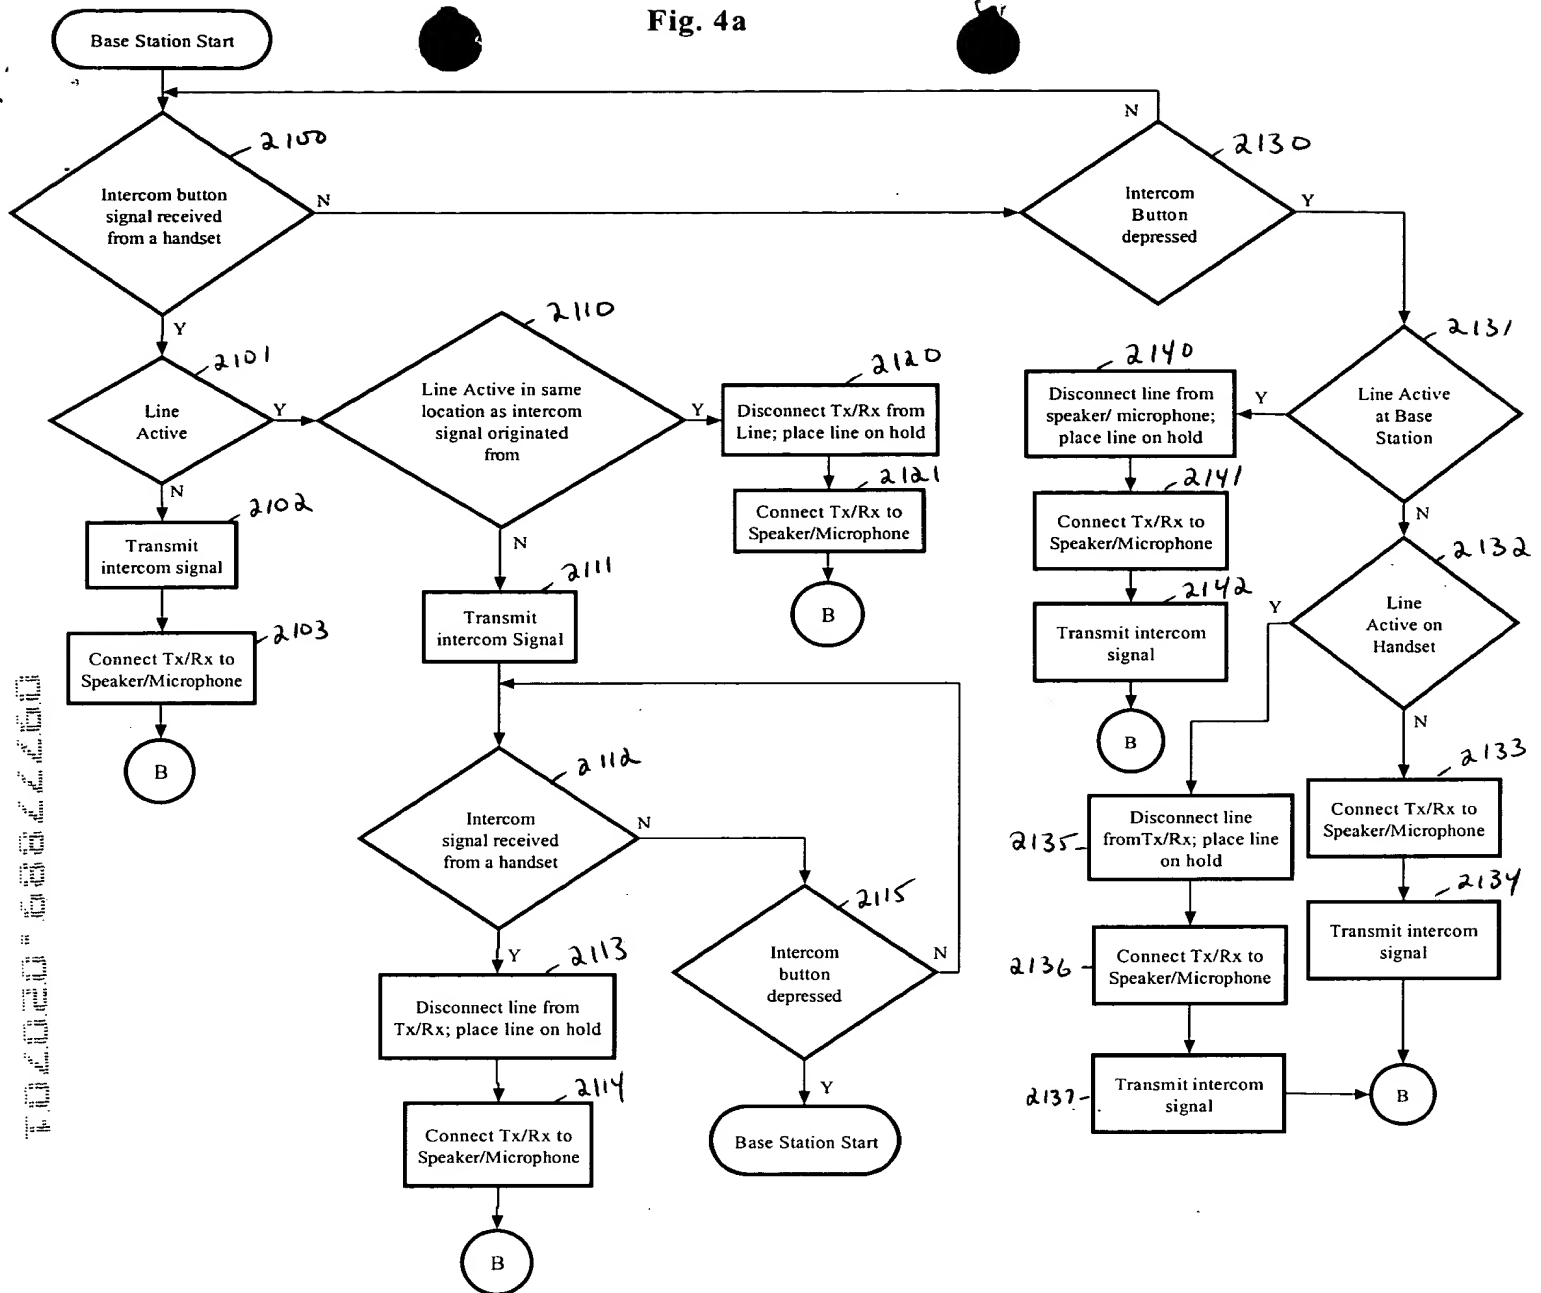 Fig. 4a
Base Station Start
N
2100
2130
Intercom button
signal received
from a handset
N
Intercom
Button
depressed
Y
Y
2101
2110
2120
2140
2131
Line
Active
Y
Line Active in same
location as intercom
signal originated
from
Y
Disconnect Tx/Rx from
Line; place line on hold
Disconnect line from
speaker/ microphone;
place line on hold
Y
Line Active
at Base
Station
N
2102
N
2121
Connect Tx/Rx to
Speaker/Microphone
2141
Connect Tx/Rx to
Speaker/Microphone
N
2132
Transmit
intercom signal
2111
Transmit
intercom Signal
B
2142
Transmit intercom
signal
Y
Line
Active on
Handset
2103
Connect Tx/Rx to
Speaker/Microphone
B
B
N
2112
Intercom
signal received
from a handset
N
2135
Disconnect line
fromTx/Rx; place line
on hold
2133
Connect Tx/Rx to
Speaker/Microphone
2115
Intercom
button
depressed
N
2134
Transmit intercom
signal
Y
2113
Disconnect line from
Tx/Rx; place line on hold
2136
Connect Tx/Rx to
Speaker/Microphone
2114
Connect Tx/Rx to
Speaker/Microphone
Y
Base Station Start
2137
Transmit intercom
signal
B
B